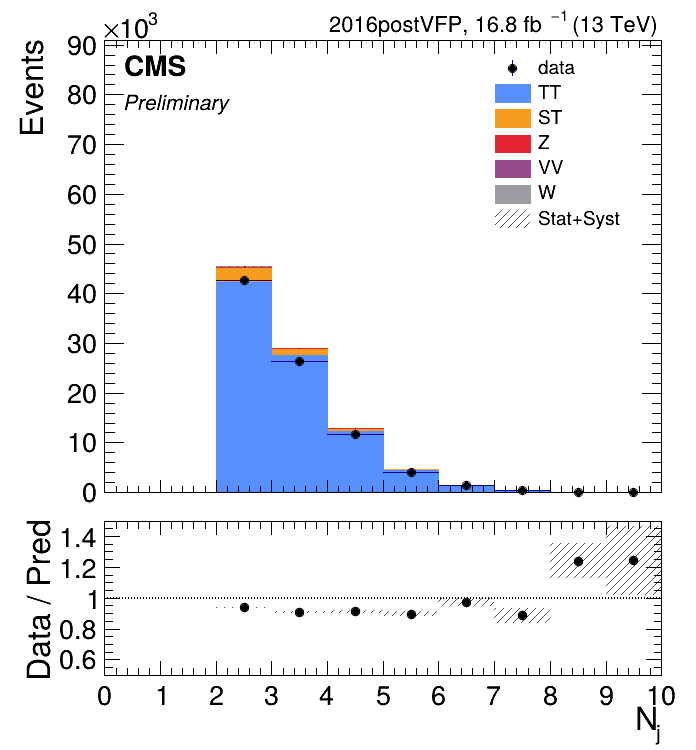 ×10³
2016postVFP, 16.8 fb ⁻¹ (13 TeV)
Events
90
80
70
60
50
40
30
20
10
0
CMS
Preliminary
data
TT
ST
Z
VV
W
Stat+Syst
Data / Pred
1.4
1.2
1
0.8
0.6
0 1 2 3 4 5 6 7 8 9 10
N_j